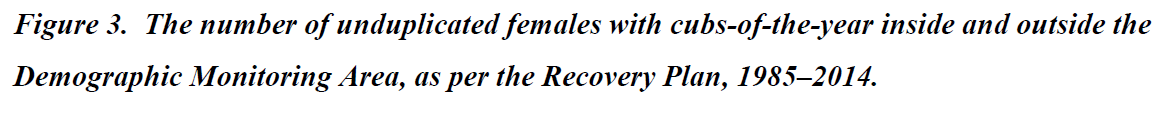 Figure 3.  The number of unduplicated females with cubs-of-the-year inside and outside the
Demographic Monitoring Area, as per the Recovery Plan, 1985–2014.